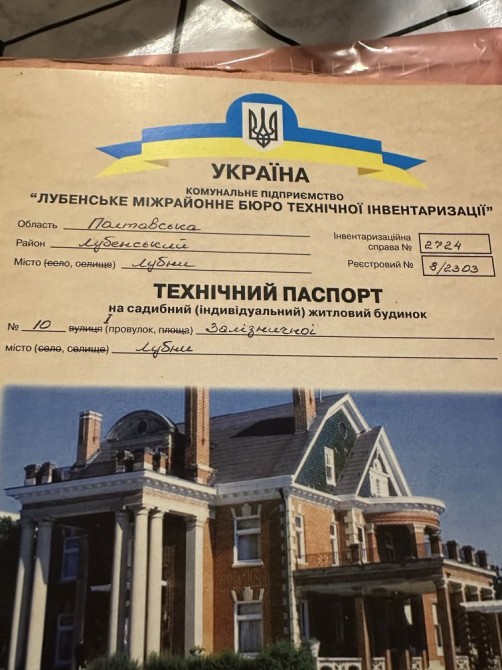 УКРАЇНА
КОМУНАЛЬНЕ ПІДПРИЄМСТВО
“ЛУБЕНСЬКЕ МІЖРАЙОННЕ БЮРО ТЕХНІЧНОЇ ІНВЕНТАРИЗАЦІЇ”
Область Полтавська
Район Лубенський
Місто (село, селище) Лубни
Інвентаризаційна
справа № 2724
Реєстровий № 8/2303
ТЕХНІЧНИЙ ПАСПОРТ
на садибний (індивідуальний) житловий будинок
І
№ 10 вулиця (провулок, площа) Залізничної
місто (село, селище) Лубни